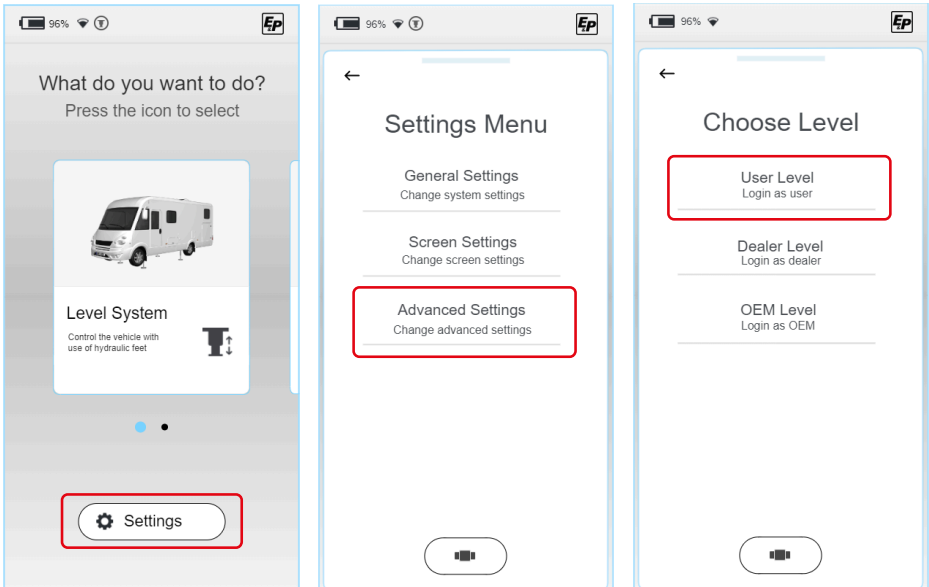 96%
E.P
What do you want to do?
Press the icon to select
Level System
Control the vehicle with
use of hydraulic feet
Settings
96%
E.P
Settings Menu
General Settings
Change system settings
Screen Settings
Change screen settings
Advanced Settings
Change advanced settings
96%
E.P
Choose Level
User Level
Login as user
Dealer Level
Login as dealer
OEM Level
Login as OEM